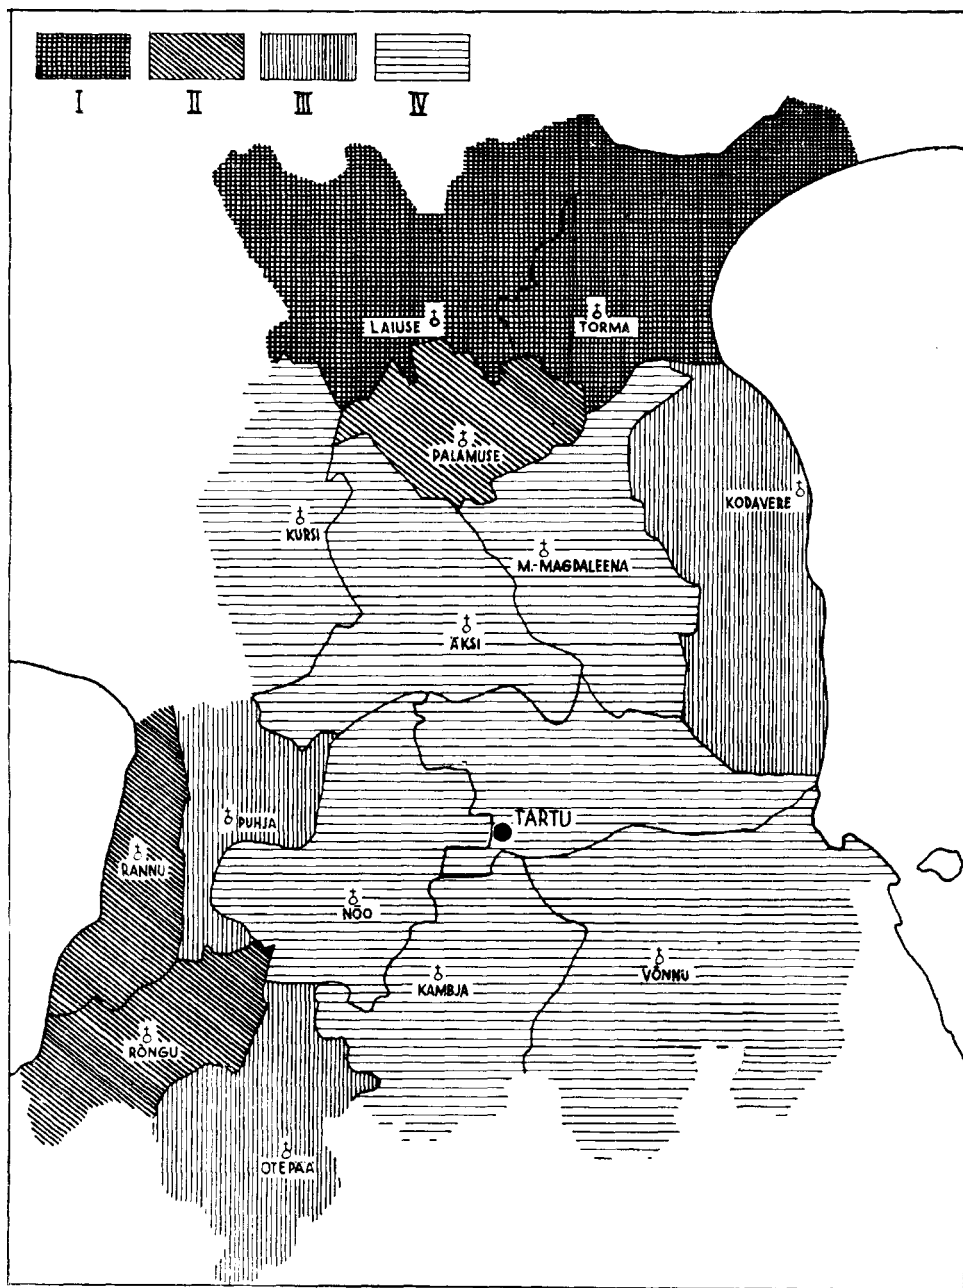 I II III IV
LAIUSE
TORMA
PALAMUSE
KODAVERE
KURSI
M.-MAGDALEENA
ÄKSI
TARTU
PUHJA
RANNU
NÕO
VÕNNU
KAMBJA
RÕNGU
OTEPÄÄ